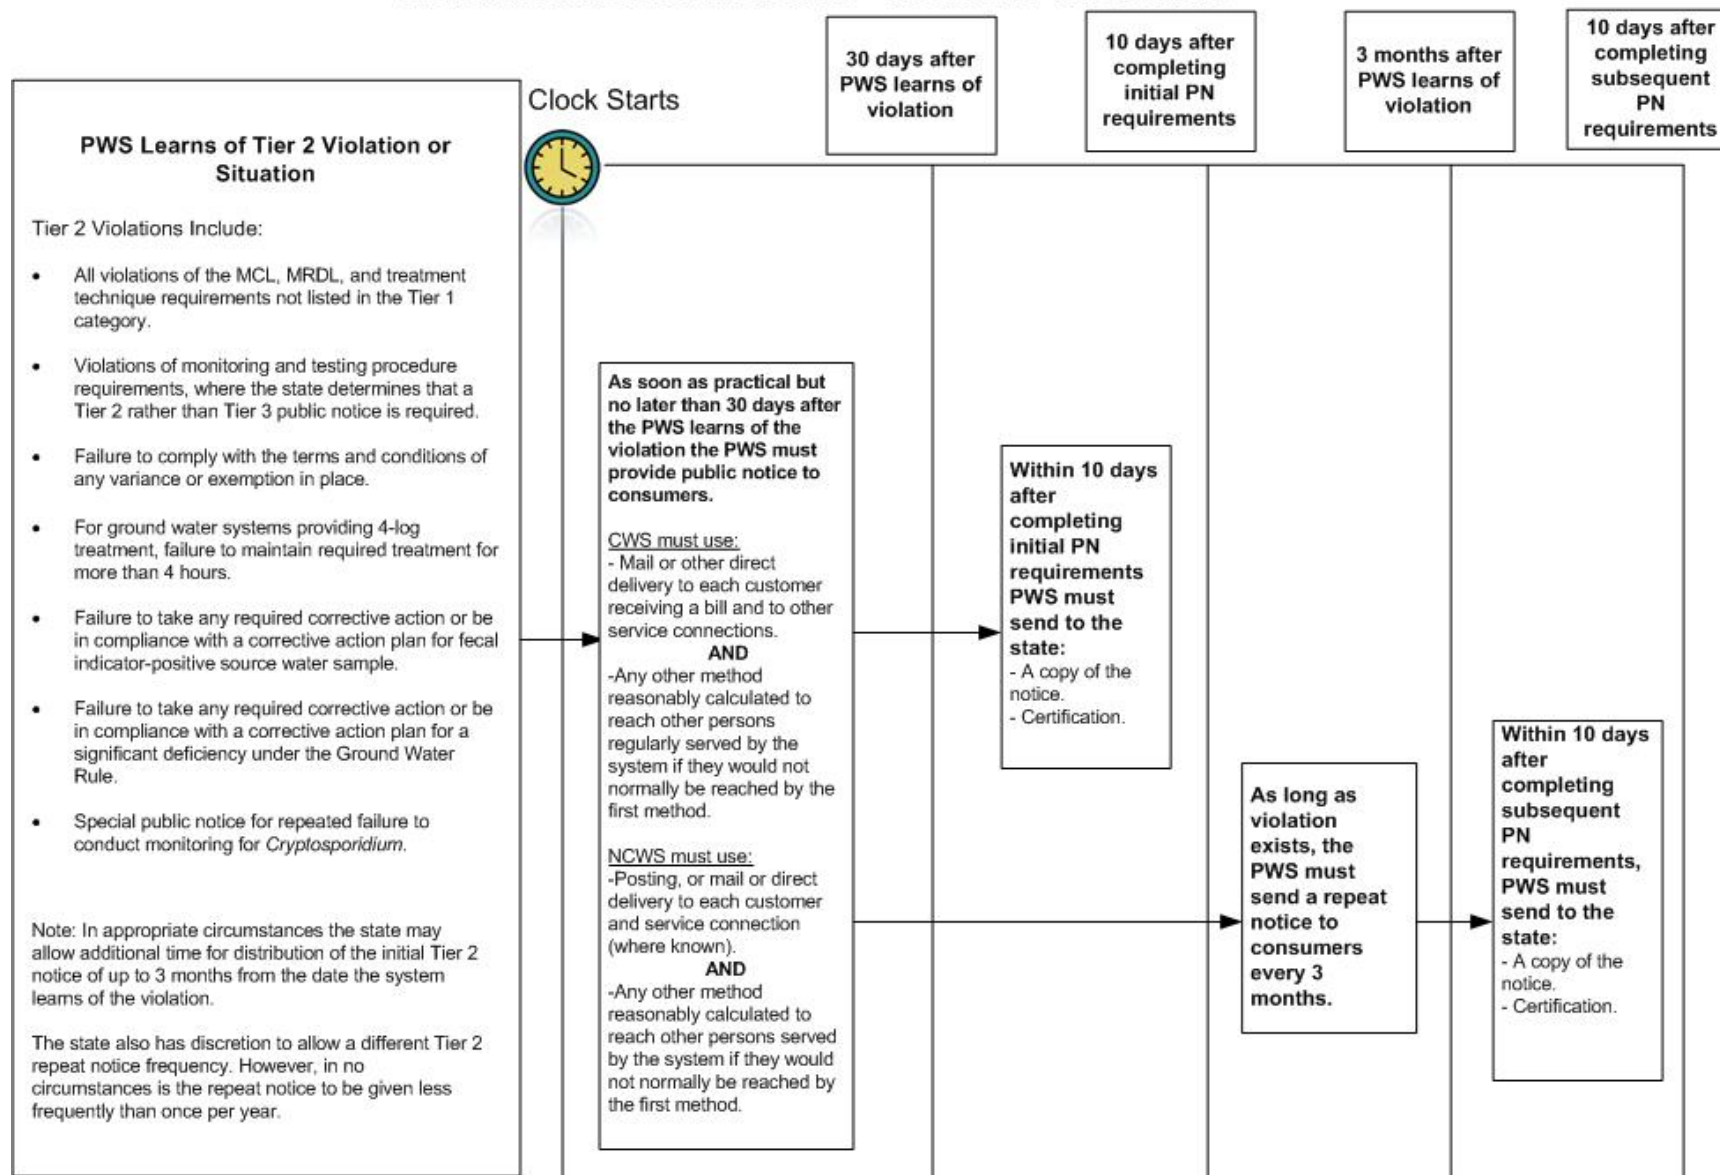 PWS Learns of Tier 2 Violation or
Situation
Tier 2 Violations Include:
• All violations of the MCL, MRDL, and treatment
technique requirements not listed in the Tier 1
category.
• Violations of monitoring and testing procedure
requirements, where the state determines that a
Tier 2 rather than Tier 3 public notice is required.
• Failure to comply with the terms and conditions of
any variance or exemption in place.
• For ground water systems providing 4-log
treatment, failure to maintain required treatment for
more than 4 hours.
• Failure to take any required corrective action or be
in compliance with a corrective action plan for fecal
indicator-positive source water sample.
• Failure to take any required corrective action or be
in compliance with a corrective action plan for a
significant deficiency under the Ground Water
Rule.
• Special public notice for repeated failure to
conduct monitoring for Cryptosporidium.
Note: In appropriate circumstances the state may
allow additional time for distribution of the initial Tier 2
notice of up to 3 months from the date the system
learns of the violation.
The state also has discretion to allow a different Tier 2
repeat notice frequency. However, in no
circumstances is the repeat notice to be given less
frequently than once per year.
Clock Starts
30 days after
PWS learns of
violation
10 days after
completing
initial PN
requirements
3 months after
PWS learns of
violation
10 days after
completing
subsequent
PN
requirements
As soon as practical but
no later than 30 days after
the PWS learns of the
violation the PWS must
provide public notice to
consumers.
CWS must use:
- Mail or other direct
delivery to each customer
receiving a bill and to other
service connections.
AND
-Any other method
reasonably calculated to
reach other persons
regularly served by the
system if they would not
normally be reached by the
first method.
NCWS must use:
-Posting, or mail or direct
delivery to each customer
and service connection
(where known).
AND
-Any other method
reasonably calculated to
reach other persons served
by the system if they would
not normally be reached by
the first method.
Within 10 days
after
completing
initial PN
requirements
PWS must
send to the
state:
- A copy of the
notice.
- Certification.
As long as
violation
exists, the
PWS must
send a repeat
notice to
consumers
every 3
months.
Within 10 days
after
completing
subsequent
PN
requirements,
PWS must
send to the
state:
- A copy of the
notice.
- Certification.